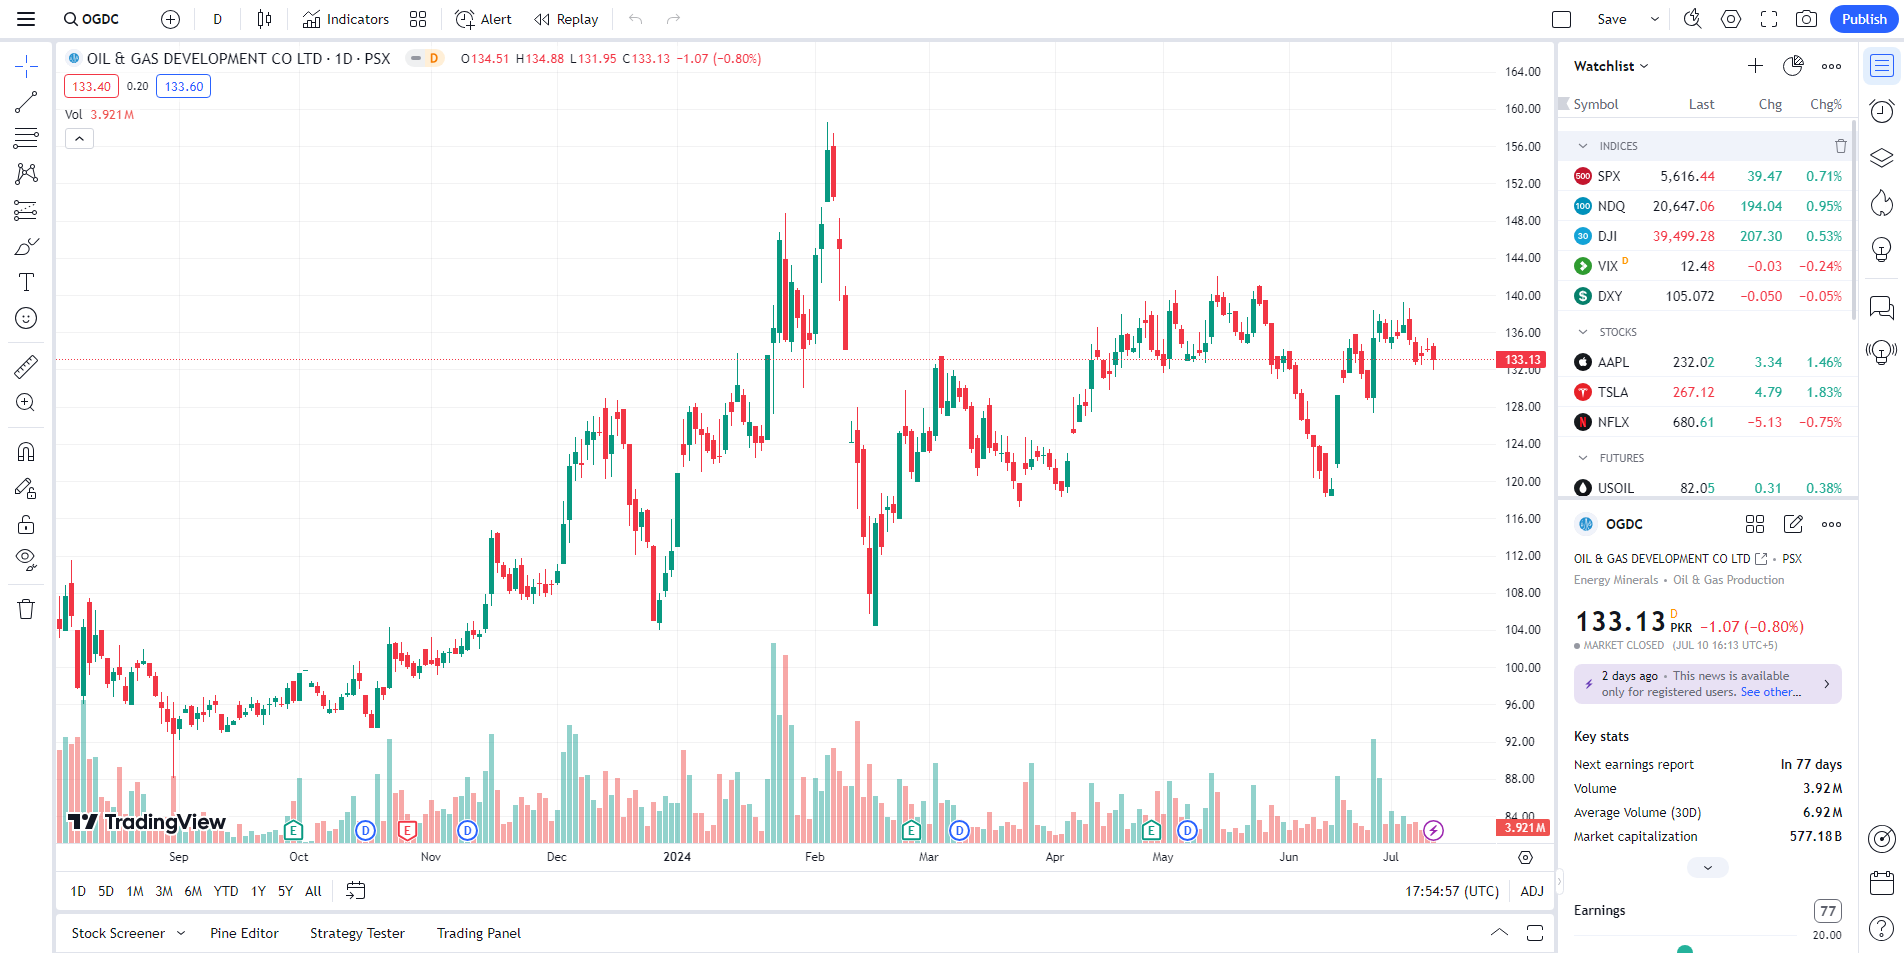 OGDC
D
Indicators
Alert
Replay
Save
Publish
OIL & GAS DEVELOPMENT CO LTD · 1D · PSX
D
O134.51 H134.88 L131.95 C133.13 −1.07 (−0.80%)
133.40
0.20
133.60
Vol 3.921M
164.00
160.00
156.00
152.00
148.00
144.00
140.00
136.00
133.13
132.00
128.00
124.00
120.00
116.00
112.00
108.00
104.00
100.00
96.00
92.00
88.00
84.00
3.921M
TradingView
E
D
E
D
E
D
E
D
Sep
Oct
Nov
Dec
2024
Feb
Mar
Apr
May
Jun
Jul
1D
5D
1M
3M
6M
YTD
1Y
5Y
All
17:54:57 (UTC)
ADJ
Stock Screener
Pine Editor
Strategy Tester
Trading Panel
Watchlist
Symbol Last Chg Chg%
INDICES
500 SPX 5,616.44 39.47 0.71%
100 NDQ 20,647.06 194.04 0.95%
30 DJI 39,499.28 207.30 0.53%
VIX D 12.48 −0.03 −0.24%
$ DXY 105.072 −0.050 −0.05%
STOCKS
AAPL 232.02 3.34 1.46%
TSLA 267.12 4.79 1.83%
N NFLX 680.61 −5.13 −0.75%
FUTURES
USOIL 82.05 0.31 0.38%
OGDC
OIL & GAS DEVELOPMENT CO LTD • PSX
Energy Minerals • Oil & Gas Production
133.13 D PKR −1.07 (−0.80%)
MARKET CLOSED (JUL 10 16:13 UTC+5)
2 days ago • This news is available
only for registered users. See other...
Key stats
Next earnings report In 77 days
Volume 3.92M
Average Volume (30D) 6.92M
Market capitalization 577.18B
Earnings 77
20.00